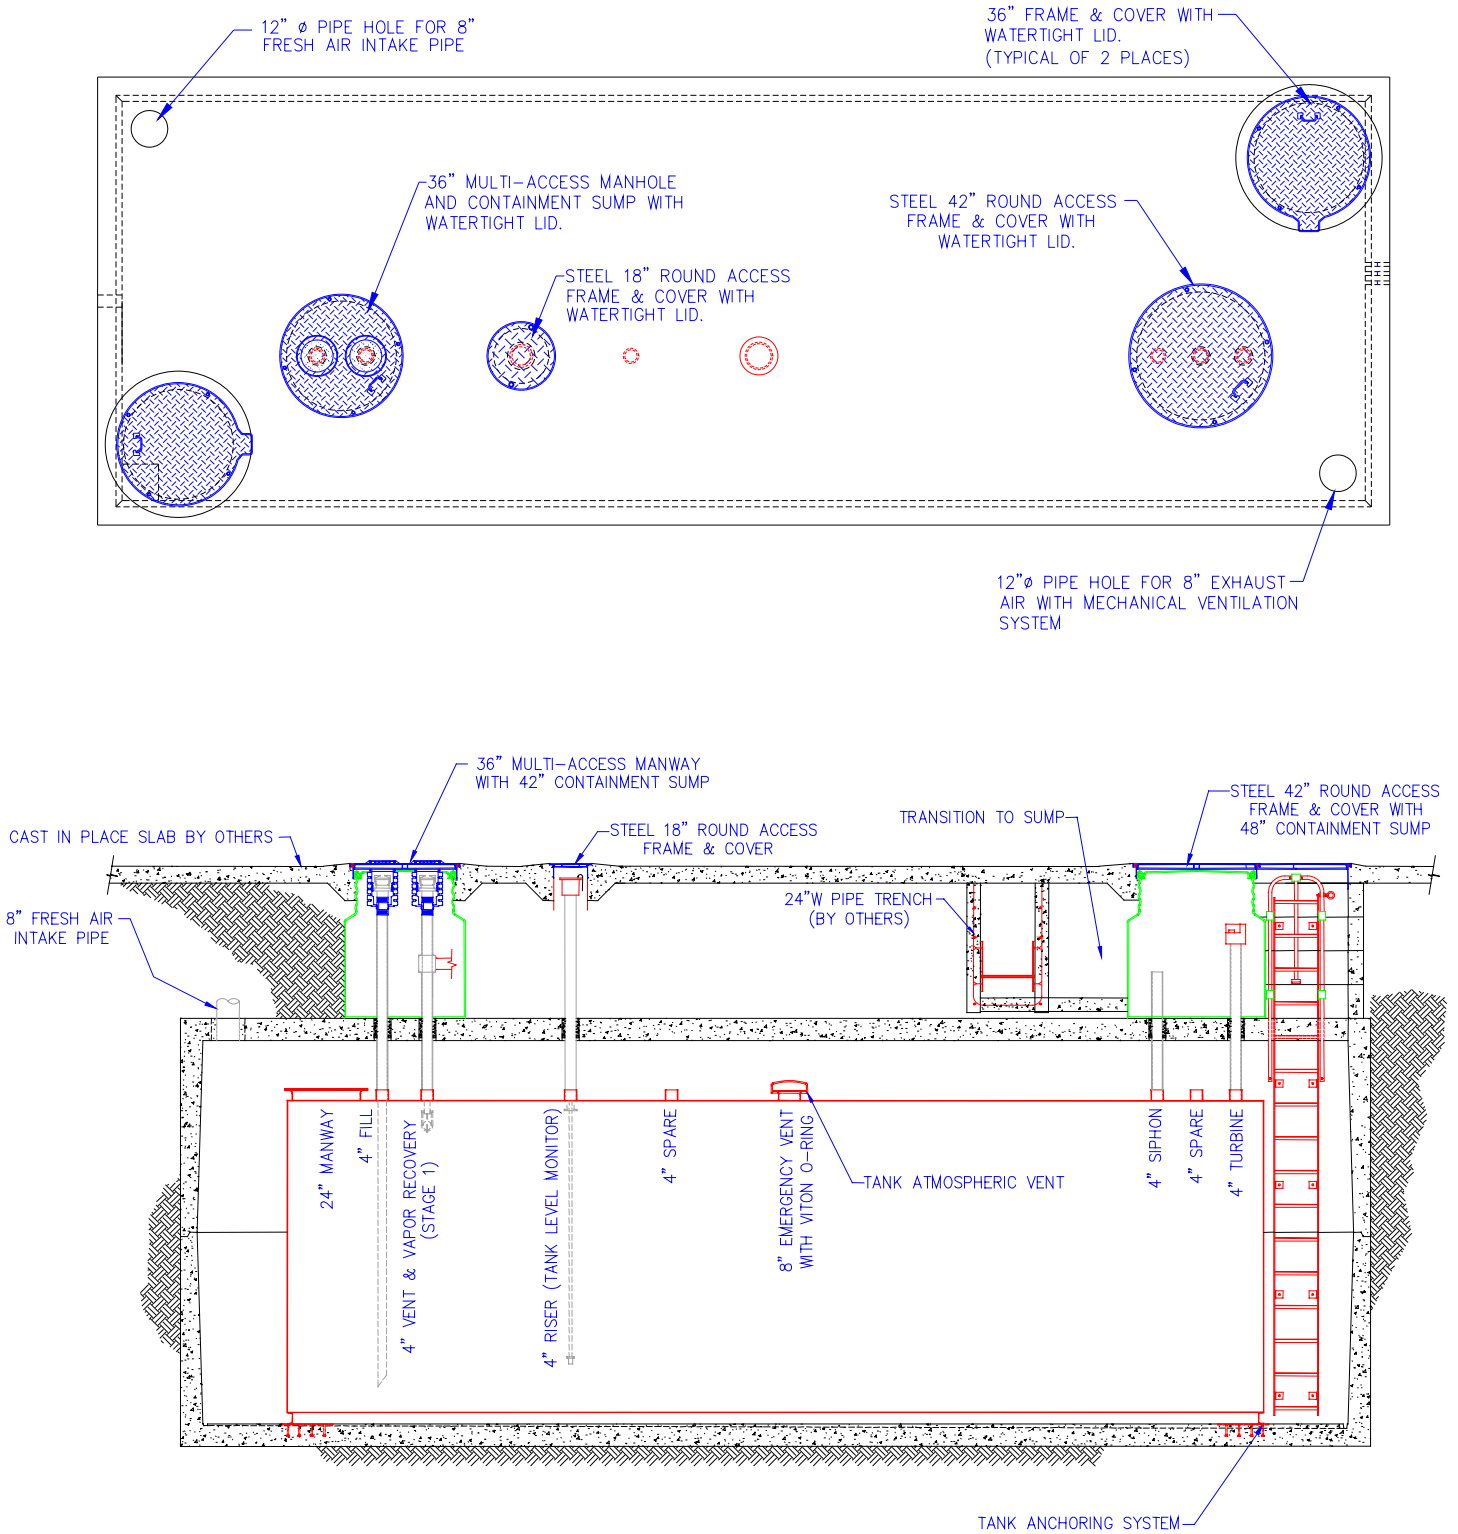 12" ø PIPE HOLE FOR 8"
FRESH AIR INTAKE PIPE
36" FRAME & COVER WITH
WATERTIGHT LID.
(TYPICAL OF 2 PLACES)
36" MULTI-ACCESS MANHOLE
AND CONTAINMENT SUMP WITH
WATERTIGHT LID.
STEEL 42" ROUND ACCESS
FRAME & COVER WITH
WATERTIGHT LID.
STEEL 18" ROUND ACCESS
FRAME & COVER WITH
WATERTIGHT LID.
12"ø PIPE HOLE FOR 8" EXHAUST
AIR WITH MECHANICAL VENTILATION
SYSTEM
36" MULTI-ACCESS MANWAY
WITH 42" CONTAINMENT SUMP
STEEL 42" ROUND ACCESS
FRAME & COVER WITH
48" CONTAINMENT SUMP
CAST IN PLACE SLAB BY OTHERS
STEEL 18" ROUND ACCESS
FRAME & COVER
TRANSITION TO SUMP
24"W PIPE TRENCH
(BY OTHERS)
8" FRESH AIR
INTAKE PIPE
24" MANWAY
4" FILL
4" VENT & VAPOR RECOVERY
(STAGE 1)
4" RISER (TANK LEVEL MONITOR)
4" SPARE
8" EMERGENCY VENT
WITH VITON O-RING
TANK ATMOSPHERIC VENT
4" SIPHON
4" SPARE
4" TURBINE
TANK ANCHORING SYSTEM